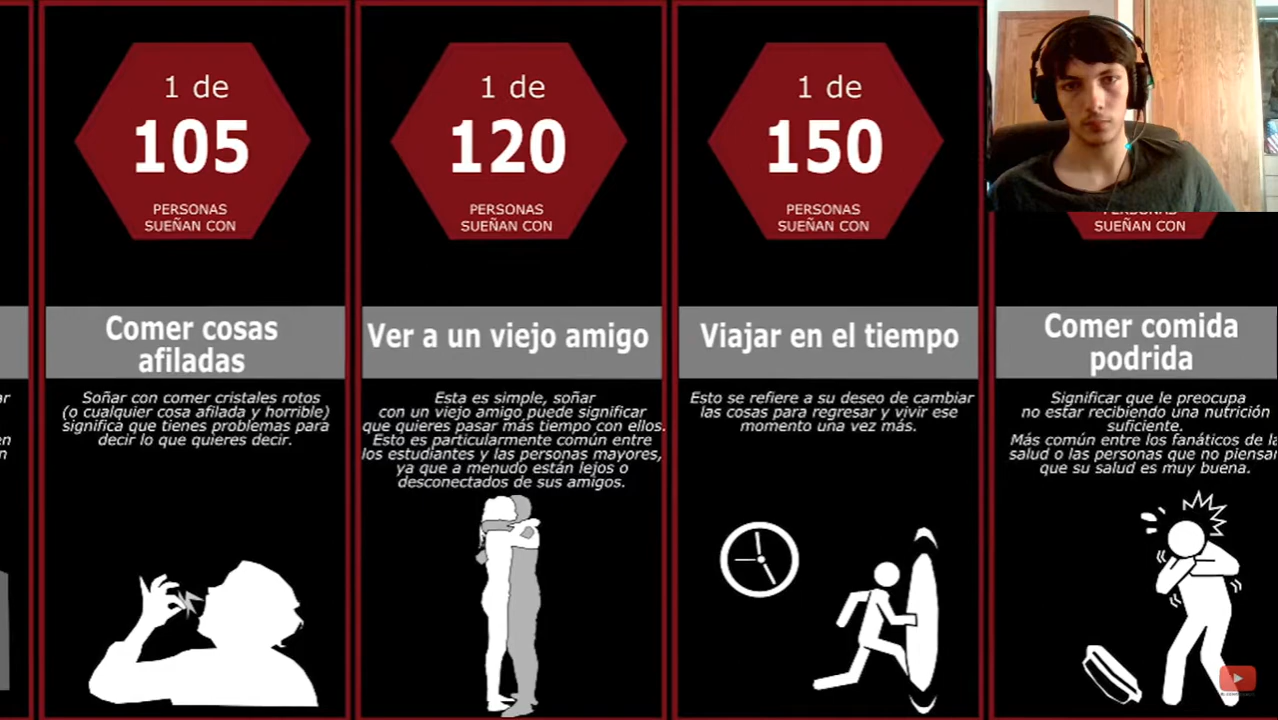 1 de
105
PERSONAS
SUEÑAN CON
Comer cosas
afiladas
Soñar con comer cristales rotos
(o cualquier cosa afilada y horrible)
significa que tienes problemas para
decir lo que quieres decir.
1 de
120
PERSONAS
SUEÑAN CON
Ver a un viejo amigo
Esta es simple, soñar
con un viejo amigo puede significar
que quieres pasar más tiempo con ellos.
Esto es particularmente común entre
los estudiantes y las personas mayores,
ya que a menudo están lejos o
desconectados de sus amigos.
1 de
150
PERSONAS
SUEÑAN CON
Viajar en el tiempo
Esto se refiere a su deseo de cambiar
las cosas para regresar y vivir ese
momento una vez más.
PERSONAS
SUEÑAN CON
Comer comida
podrida
Significar que le preocupa
no estar recibiendo una nutrición
suficiente.
Más común entre los fanáticos de la
salud o las personas que no piensan
que su salud es muy buena.